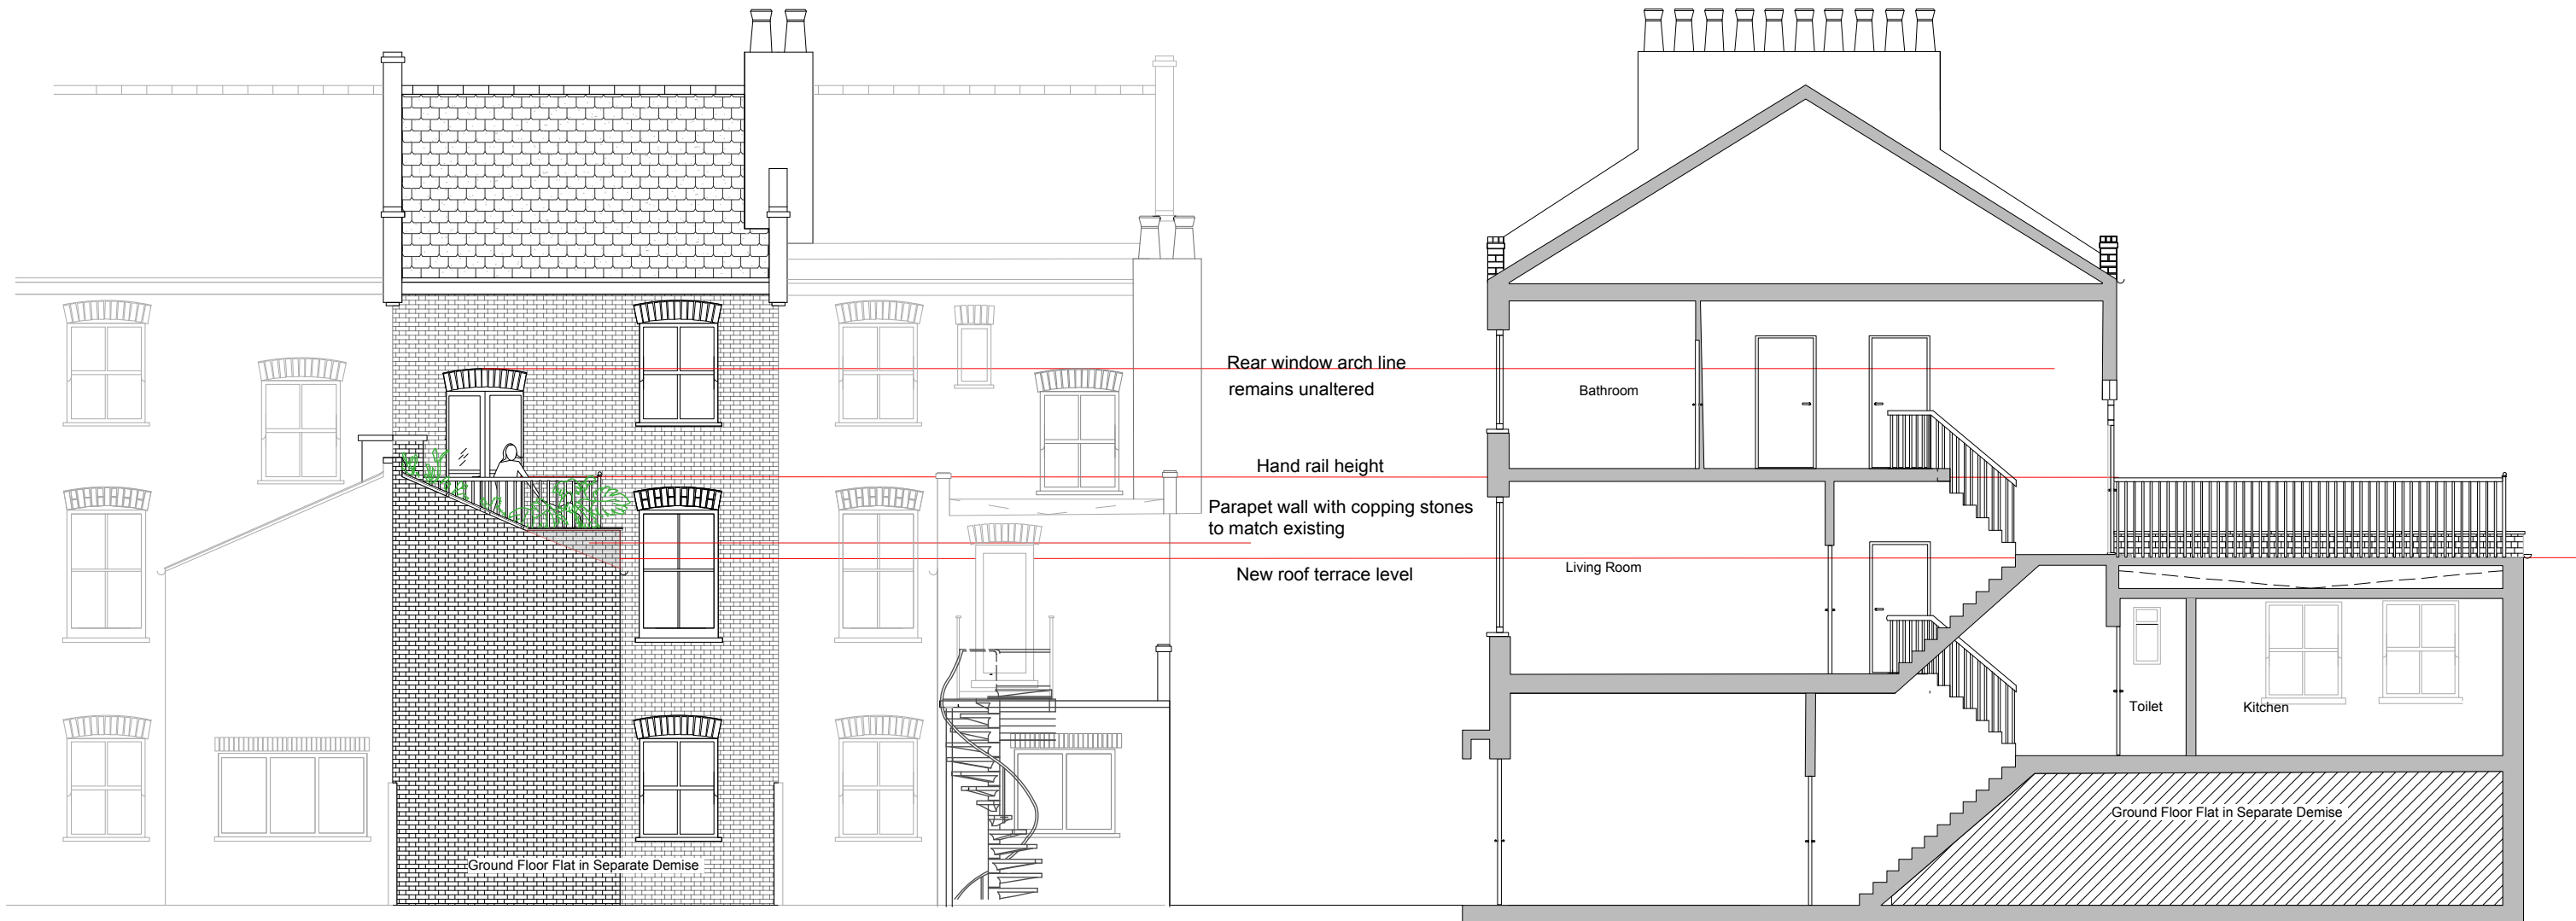 Rear window arch line
remains unaltered
Bathroom
Hand rail height
Parapet wall with copping stones
to match existing
New roof terrace level
Living Room
Toilet
Kitchen
Ground Floor Flat in Separate Demise
Ground Floor Flat in Separate Demise